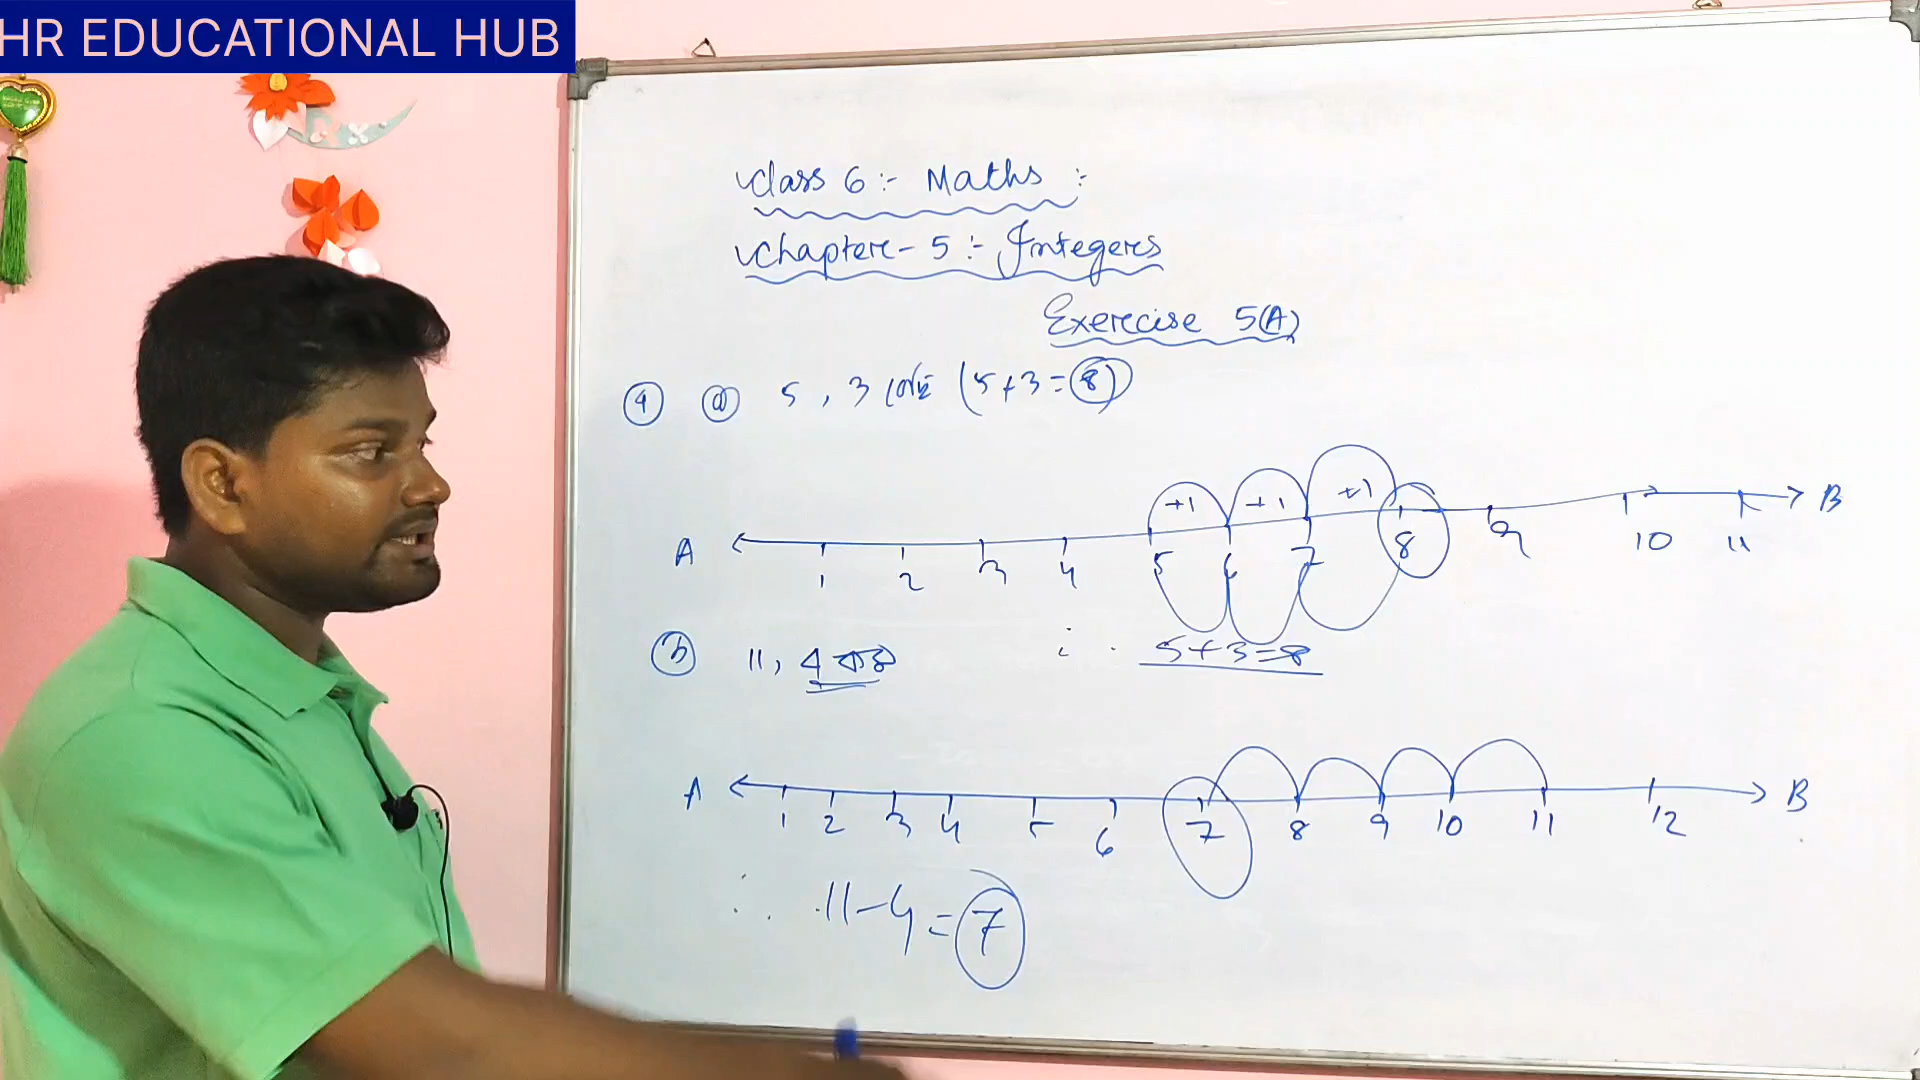 HR EDUCATIONAL HUB
Class 6 :- Maths :-
Chapter - 5 :- Integers
Exercise 5(A)
(a) 5, 3 (5+3=8)
+1 +1 +1
A 1 2 3 4 5 6 7 8 9 10 11 B
5+3=8
(b) 11, 4
A 1 2 3 4 5 6 7 8 9 10 11 12 B
∴ 11-4=7